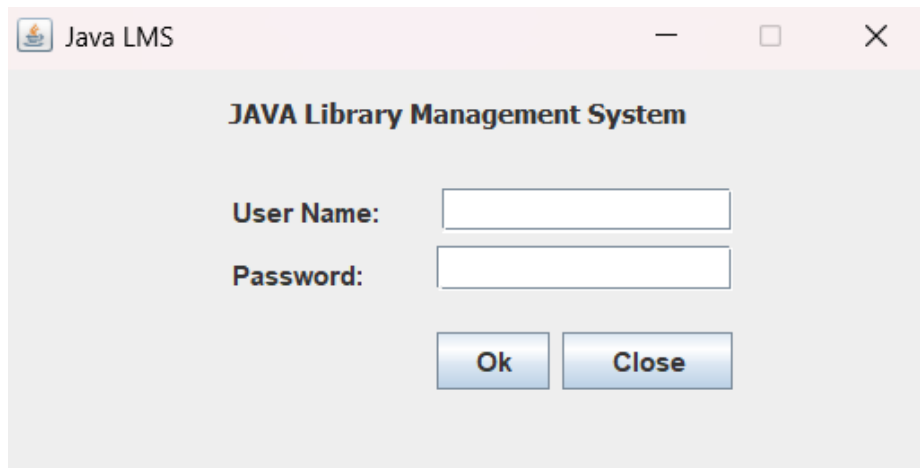 Java LMS
JAVA Library Management System
User Name:
Password:
Ok Close